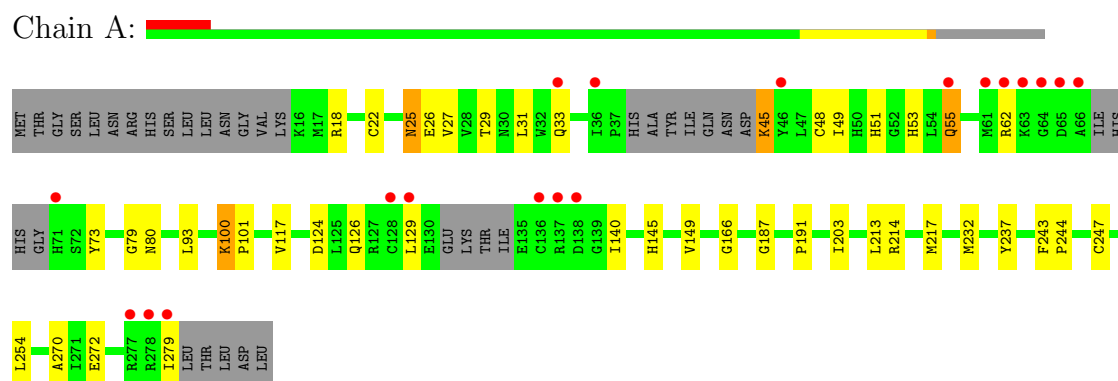 Chain A:
MET THR GLY SER LEU ASN ARG HIS SER LEU LEU ASN GLY VAL LYS K16 M17 R18 C22 N25 E26 V27 V28 T29 N30 L31 W32 Q33 I36 P37 HIS ALA TYR ILE GLN ASN ASP K45 Y46 L47 C48 I49 H50 H51 G52 H53 L54 Q55 M61 R62 K63 G64 D65 A66 ILE HIS
HIS GLY H71 S72 Y73 G79 N80 L93 K100 P101 V117 D124 L125 Q126 R127 C128 L129 E130 GLU LYS THR ILE E135 C136 R137 D138 G139 I140 H145 V149 G166 G187 P191 I203 L213 R214 M217 M232 Y237 F243 P244 C247
L254 A270 I271 E272 R277 R278 I279 LEU THR LEU ASP LEU